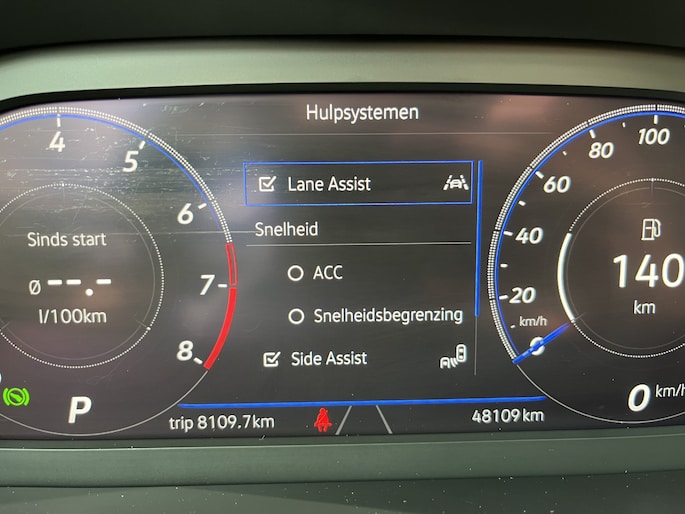 Hulpsystemen
4
5
6
7
8
Sinds start
Ø --.-
l/100km
P
Lane Assist
Snelheid
ACC
Snelheidsbegrenzing
Side Assist
trip 8109.7km
48109 km
100
80
60
40
20
km/h
0
140
km
0 km/h